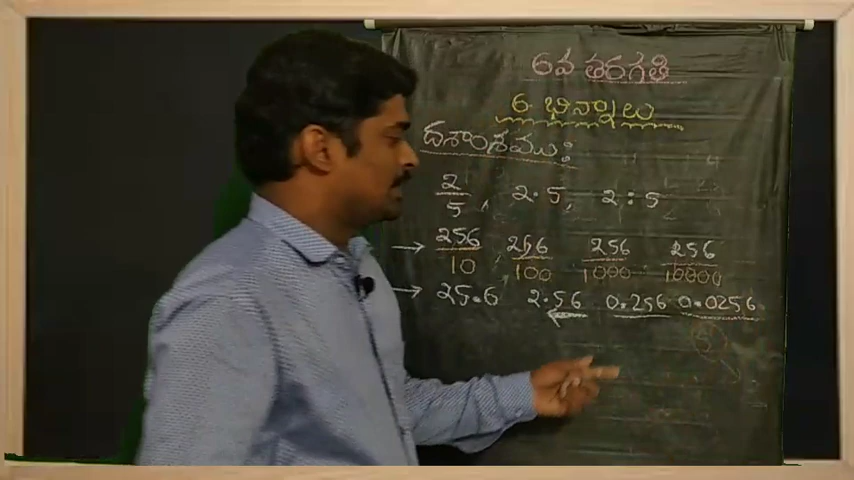 6వ తరగతి
6 భిన్నాలు
దశాంశము :
2/5, 2.5, 2:5
→ 256/10, 256/100 256/1000 256/10000
→ 25.6 2.56 0.256 0.0256